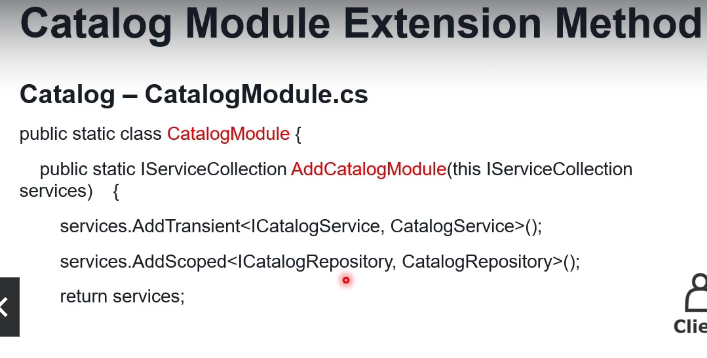 Catalog Module Extension Method
Catalog – CatalogModule.cs
public static class CatalogModule {
public static IServiceCollection AddCatalogModule(this IServiceCollection
services) {
services.AddTransient<ICatalogService, CatalogService>();
services.AddScoped<ICatalogRepository, CatalogRepository>();
return services;
Clie